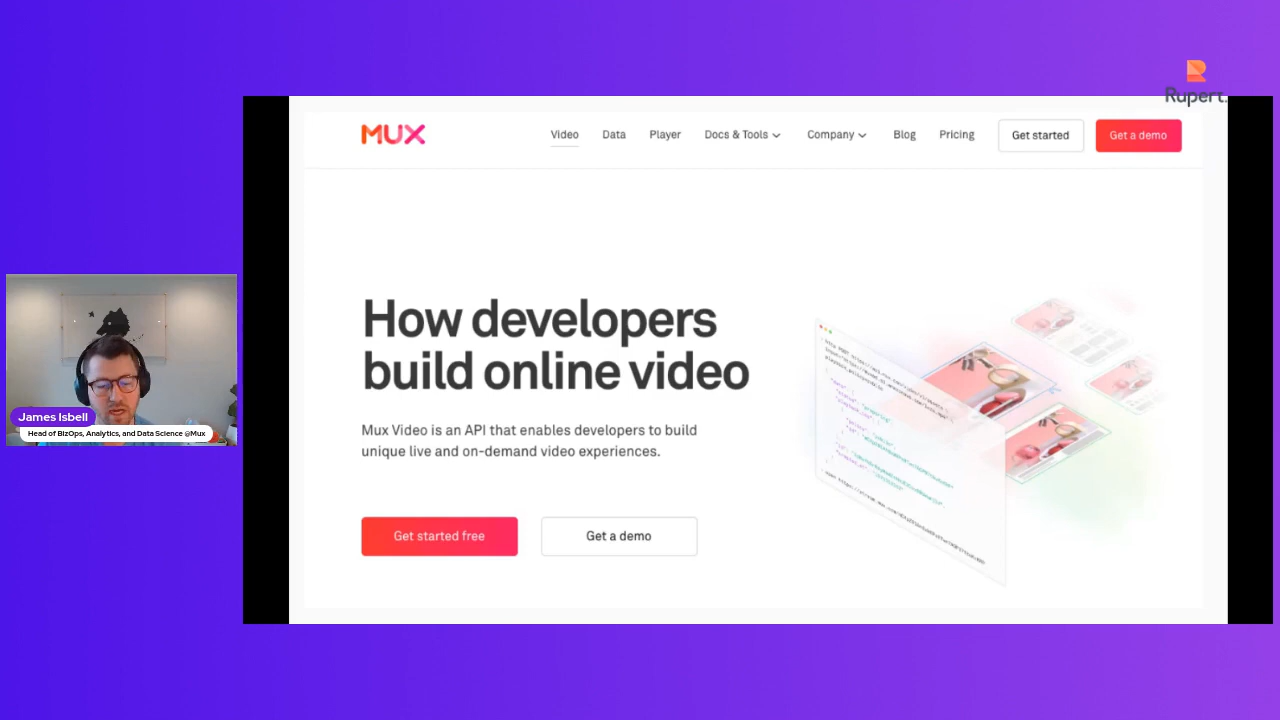 Rupert.
MUX
Video Data Player Docs & Tools Company Blog Pricing Get started Get a demo
How developers
build online video
Mux Video is an API that enables developers to build
unique live and on-demand video experiences.
Get started free Get a demo
James Isbell
Head of BizOps, Analytics, and Data Science @Mux